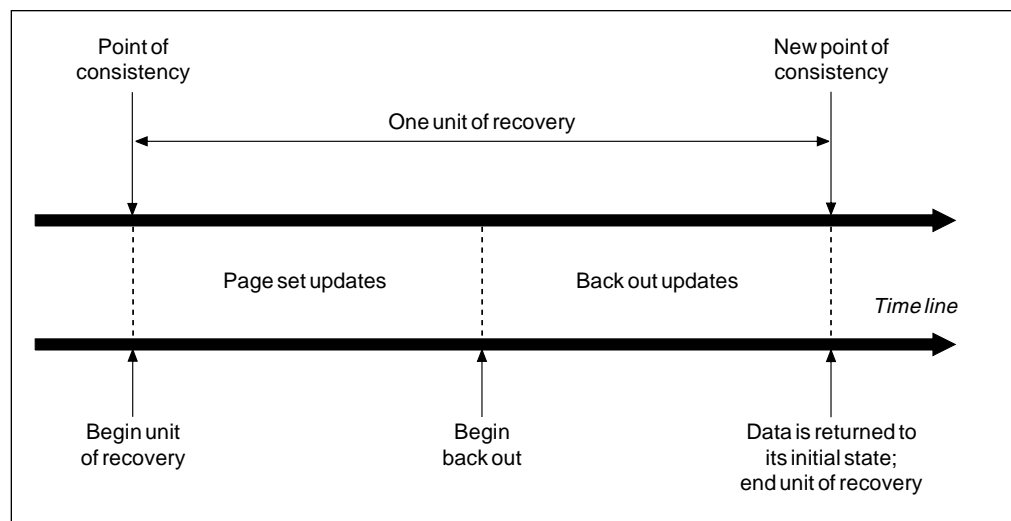 Point of
consistency
New point of
consistency
One unit of recovery
Page set updates
Back out updates
Time line
Begin unit
of recovery
Begin
back out
Data is returned to
its initial state;
end unit of recovery